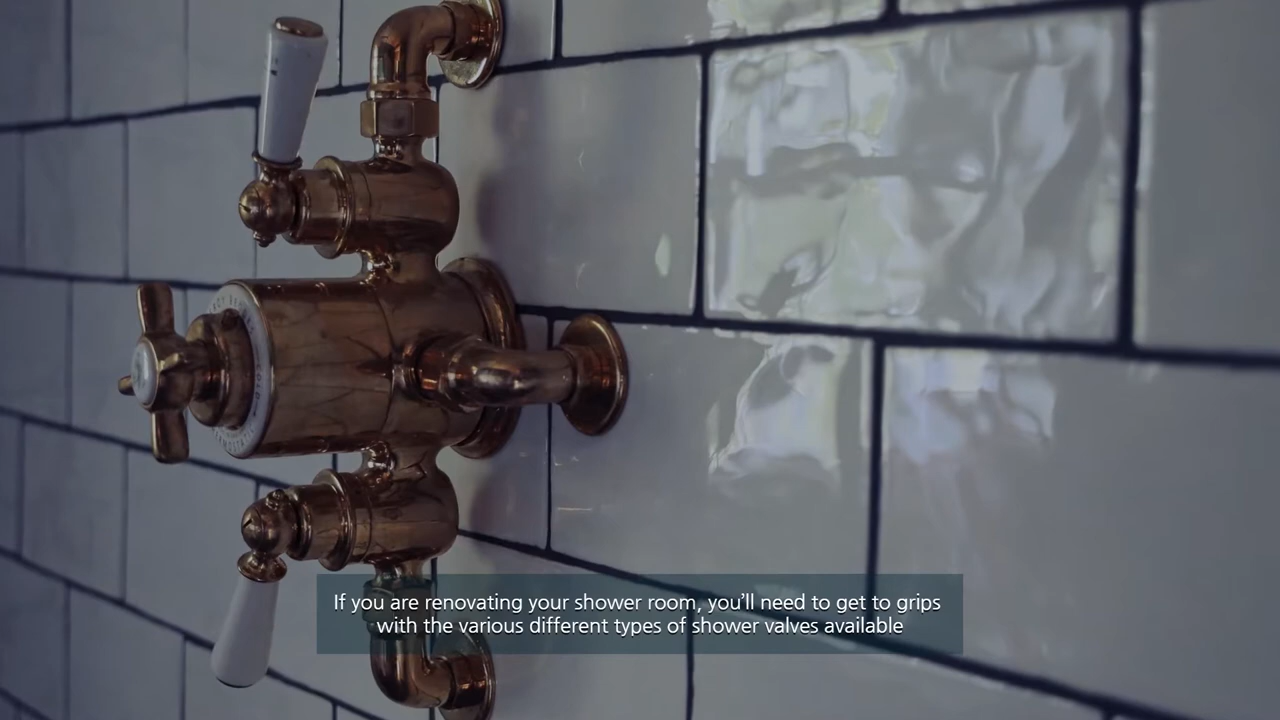 If you are renovating your shower room, you'll need to get to grips
with the various different types of shower valves available